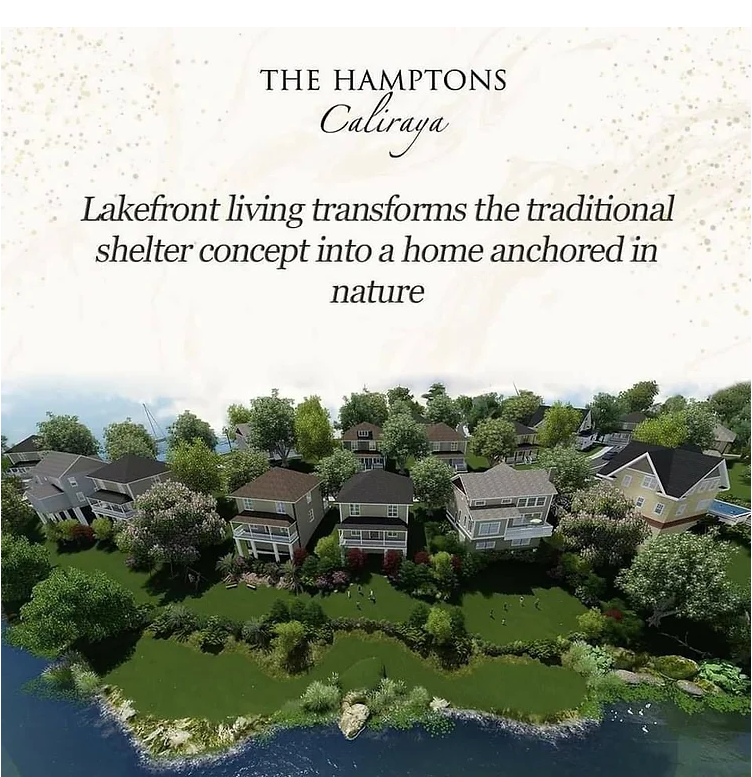 THE HAMPTONS
Caliraya
Lakefront living transforms the traditional
shelter concept into a home anchored in
nature